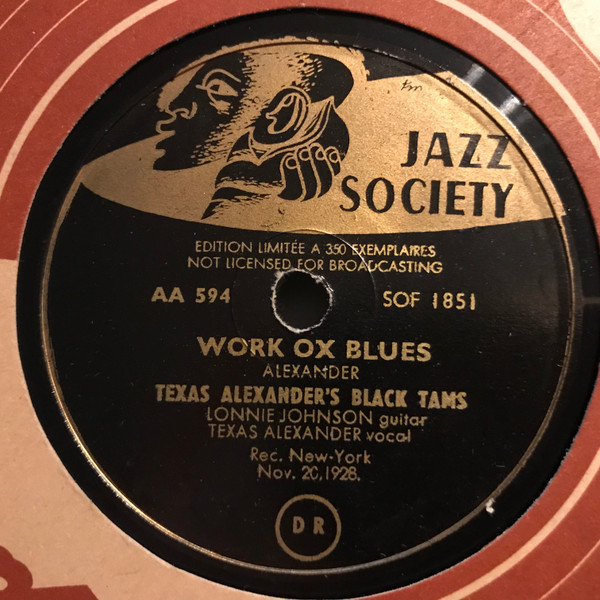 JAZZ
SOCIETY
EDITION LIMITÉE A 350 EXEMPLAIRES
NOT LICENSED FOR BROADCASTING
AA 594
SOF 1851
WORK OX BLUES
ALEXANDER
TEXAS ALEXANDER'S BLACK TAMS
LONNIE JOHNSON guitar
TEXAS ALEXANDER vocal
Rec. New-York
Nov. 20, 1928.
D R